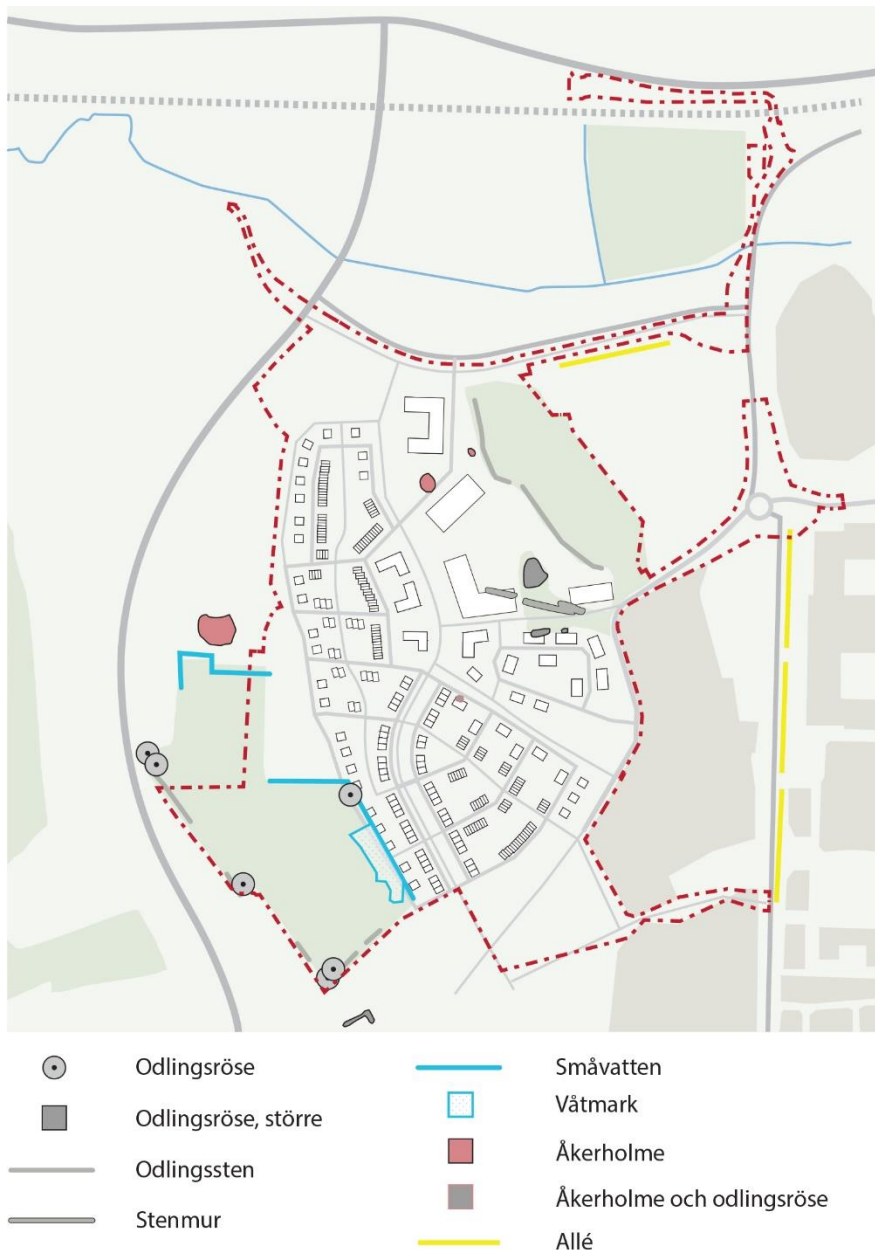 Odlingsröse
Odlingsröse, större
Odlingssten
Stenmur
Småvatten
Våtmark
Åkerholme
Åkerholme och odlingsröse
Allé